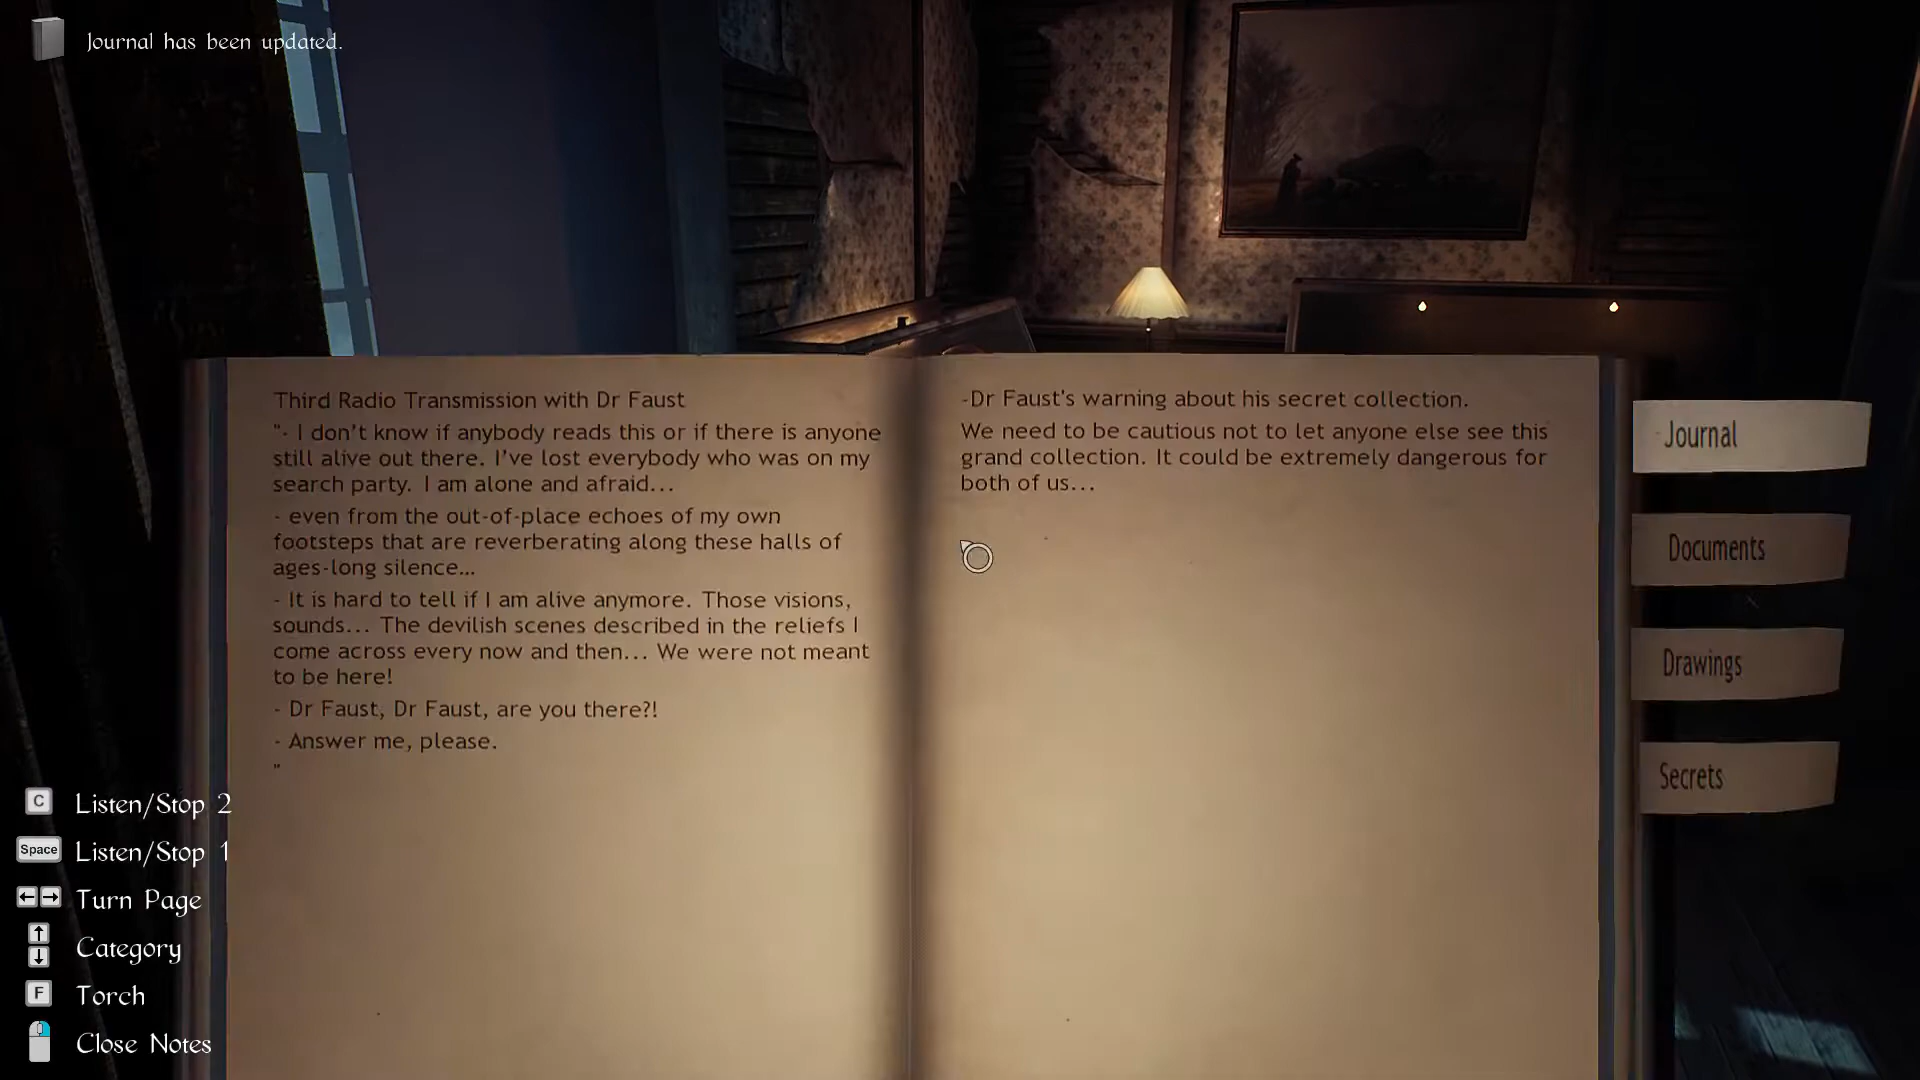 Journal has been updated.
Third Radio Transmission with Dr Faust
"- I don't know if anybody reads this or if there is anyone
still alive out there. I've lost everybody who was on my
search party. I am alone and afraid...
- even from the out-of-place echoes of my own
footsteps that are reverberating along these halls of
ages-long silence...
- It is hard to tell if I am alive anymore. Those visions,
sounds... The devilish scenes described in the reliefs I
come across every now and then... We were not meant
to be here!
- Dr Faust, Dr Faust, are you there?!
- Answer me, please.
"
-Dr Faust's warning about his secret collection.
We need to be cautious not to let anyone else see this
grand collection. It could be extremely dangerous for
both of us...
Journal
Documents
Drawings
Secrets
C Listen/Stop 2
Space Listen/Stop 1
←→ Turn Page
↑↓ Category
F Torch
Close Notes